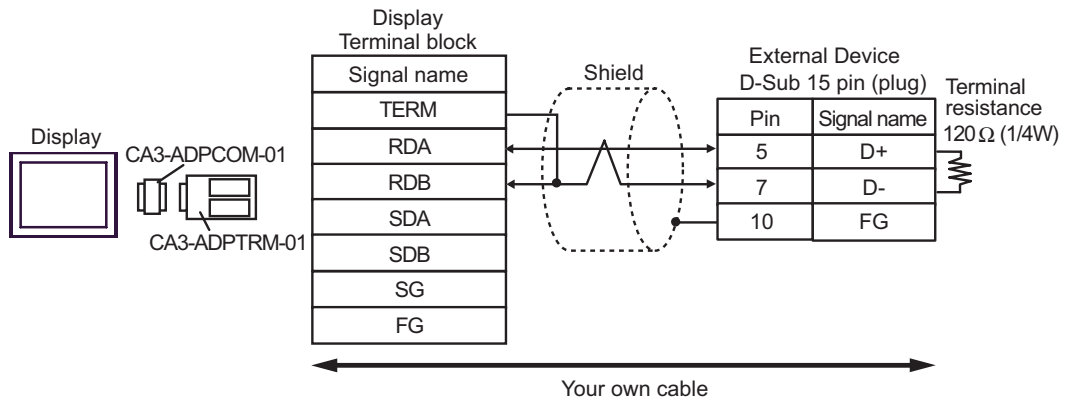 Display
Terminal block
Signal name
TERM
RDA
RDB
SDA
SDB
SG
FG
Display
CA3-ADPCOM-01
CA3-ADPTRM-01
Shield
External Device
D-Sub 15 pin (plug)
Pin Signal name
5 D+
7 D-
10 FG
Terminal
resistance
120Ω (1/4W)
Your own cable